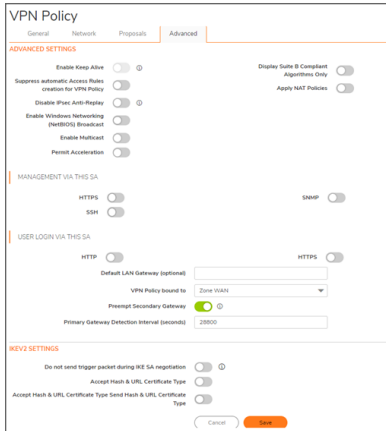 VPN Policy
General Network Proposals Advanced
ADVANCED SETTINGS
Enable Keep Alive
Display Suite B Compliant
Algorithms Only
Suppress automatic Access Rules
creation for VPN Policy
Apply NAT Policies
Disable IPsec Anti-Replay
Enable Windows Networking
(NetBIOS) Broadcast
Enable Multicast
Permit Acceleration
MANAGEMENT VIA THIS SA
HTTPS SNMP
SSH
USER LOGIN VIA THIS SA
HTTP HTTPS
Default LAN Gateway (optional)
VPN Policy bound to Zone WAN
Preempt Secondary Gateway
Primary Gateway Detection Interval (seconds) 28800
IKEV2 SETTINGS
Do not send trigger packet during IKE SA negotiation
Accept Hash & URL Certificate Type
Accept Hash & URL Certificate Type Send Hash & URL Certificate
Type
Cancel Save